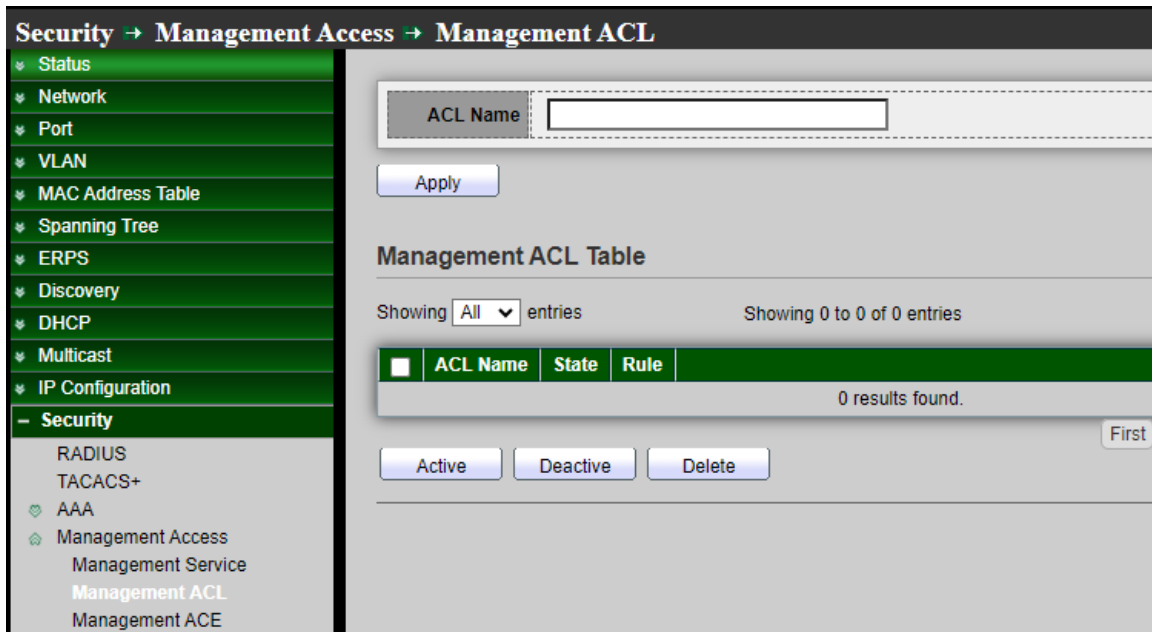 Security Management Access Management ACL
Status
Network
Port
VLAN
MAC Address Table
Spanning Tree
ERPS
Discovery
DHCP
Multicast
IP Configuration
Security
RADIUS
TACACS+
AAA
Management Access
Management Service
Management ACL
Management ACE
ACL Name
Apply
Management ACL Table
Showing All entries Showing 0 to 0 of 0 entries
ACL Name State Rule
0 results found.
First
Active Deactive Delete